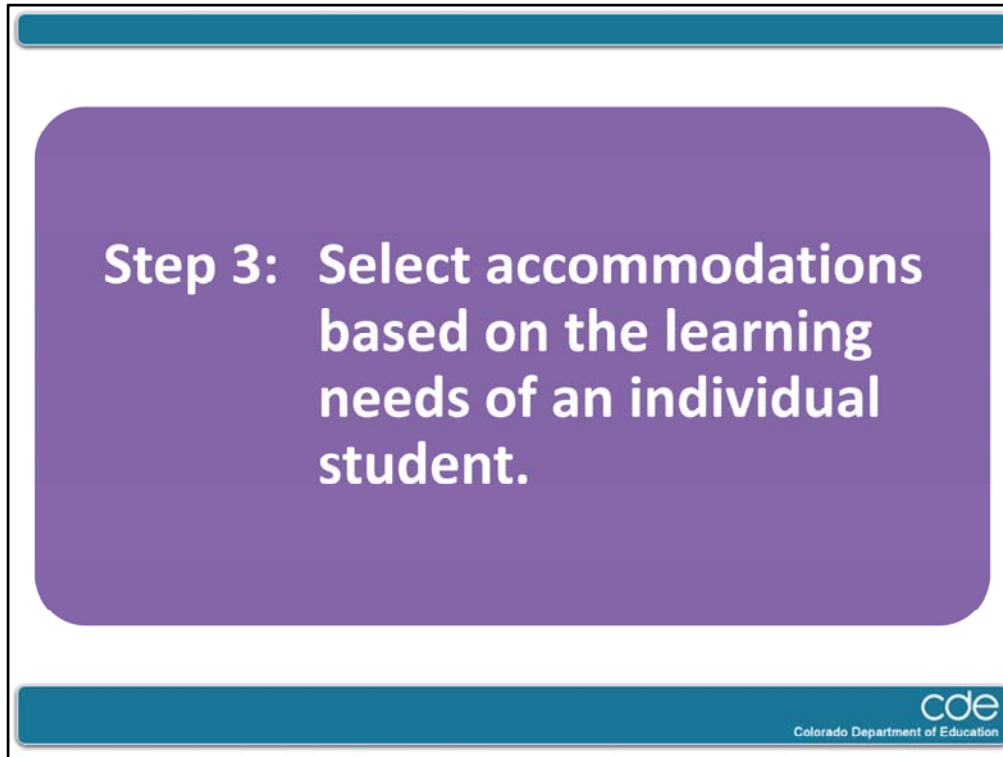 Step 3: Select accommodations
based on the learning
needs of an individual
student.
cde
Colorado Department of Education